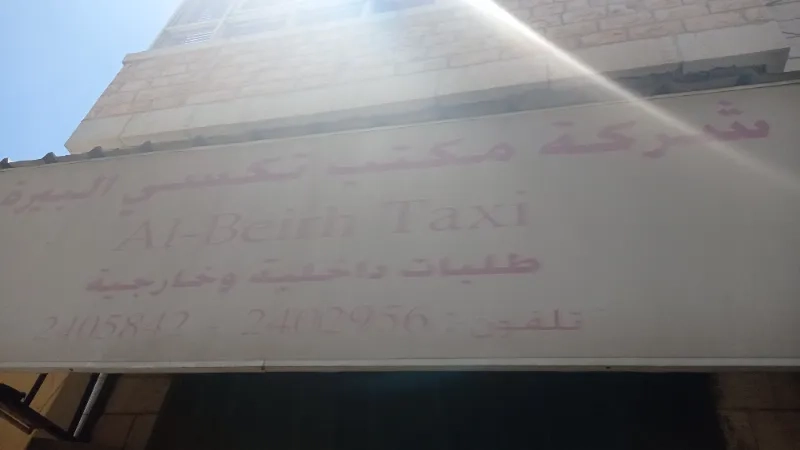 شركة مكتب تكسي البيرة
Al-Beirh Taxi
طلبات داخلية وخارجية
تلفون : 2402956 - 2405842